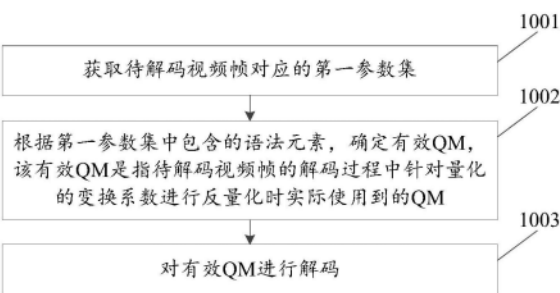 1001
获取待解码视频帧对应的第一参数集
1002
根据第一参数集中包含的语法元素，确定有效QM，
该有效QM是指待解码视频帧的解码过程中针对量化
的变换系数进行反量化时实际使用到的QM
1003
对有效QM进行解码